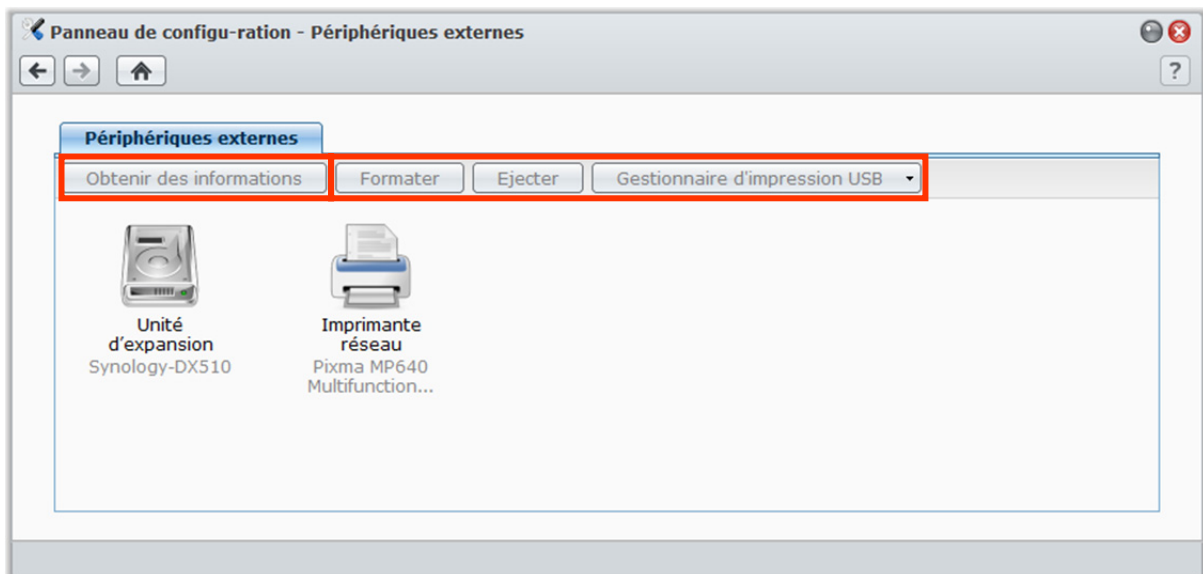 Panneau de configu-ration - Périphériques externes
?
Périphériques externes
Obtenir des informations Formater Ejecter Gestionnaire d'impression USB
Unité
d'expansion
Synology-DX510
Imprimante
réseau
Pixma MP640
Multifunction...